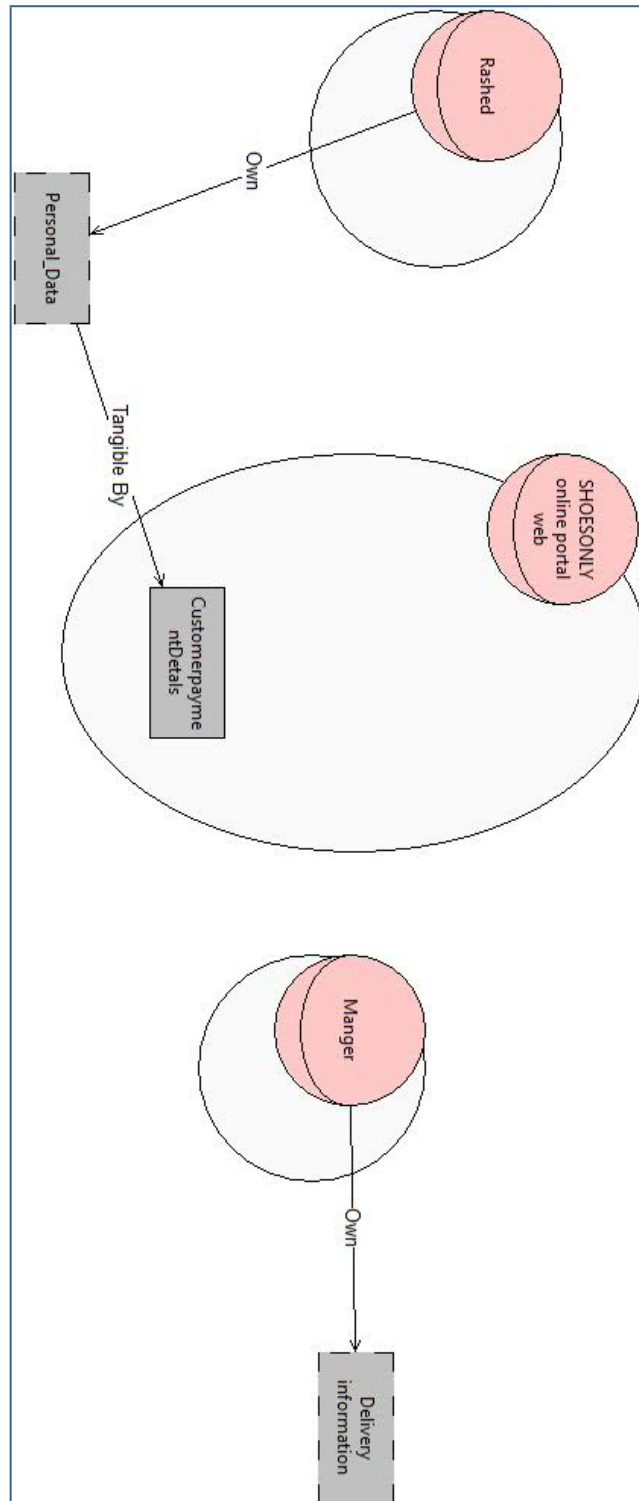 Rashed
Own
Personal_Data
Tangible By
SHOESONLY
online portal
web
Customerpayme
ntDetals
Manger
Own
Delivery
information